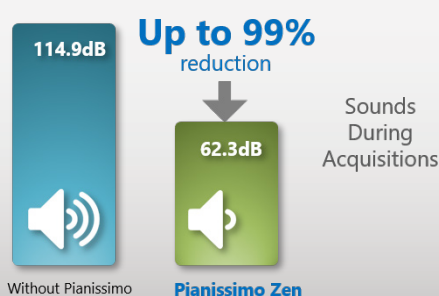 114.9dB
Up to 99%
reduction
62.3dB
Sounds
During
Acquisitions
Without Pianissimo
Pianissimo Zen